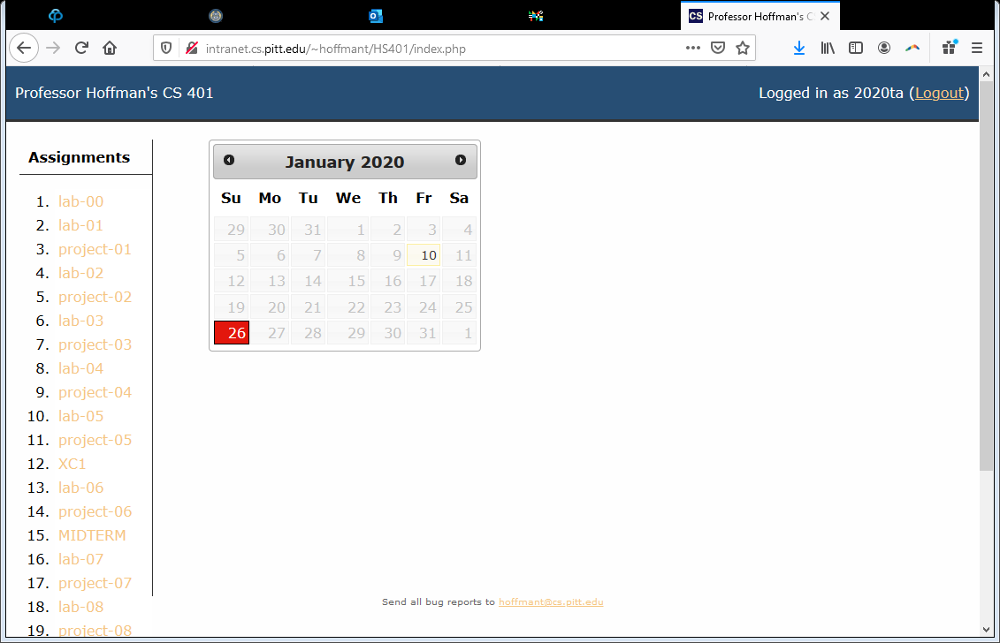 Professor Hoffman's C
intranet.cs.pitt.edu/~hoffmant/HS401/index.php
Professor Hoffman's CS 401
Logged in as 2020ta (Logout)
Assignments
1. lab-00
2. lab-01
3. project-01
4. lab-02
5. project-02
6. lab-03
7. project-03
8. lab-04
9. project-04
10. lab-05
11. project-05
12. XC1
13. lab-06
14. project-06
15. MIDTERM
16. lab-07
17. project-07
18. lab-08
19. project-08
January 2020
Su Mo Tu We Th Fr Sa
29 30 31 1 2 3 4
5 6 7 8 9 10 11
12 13 14 15 16 17 18
19 20 21 22 23 24 25
26 27 28 29 30 31 1
Send all bug reports to hoffmant@cs.pitt.edu